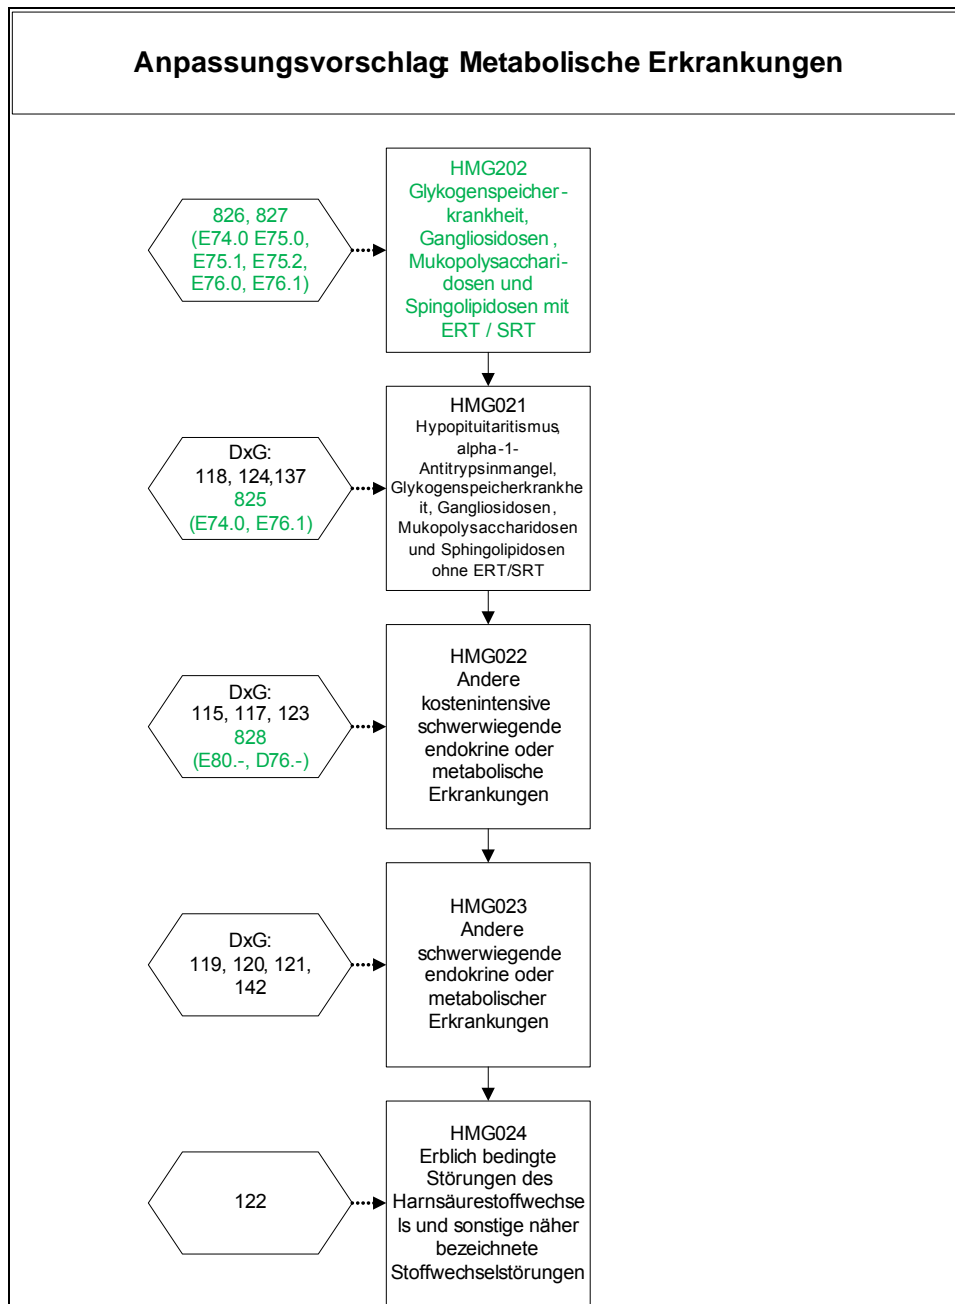 Anpassungsvorschlag: Metabolische Erkrankungen
826, 827
(E74.0 E75.0,
E75.1, E75.2,
E76.0, E76.1)
HMG202
Glykogenspeicher-
krankheit,
Gangliosidosen ,
Mukopolysacchari-
dosen und
Spingolipidosen mit
ERT / SRT
DxG:
118, 124,137
825
(E74.0, E76.1)
HMG021
Hypopituitaritismus,
alpha-1-
Antitrypsinmangel,
Glykogenspeicherkrankhe
it, Gangliosidosen ,
Mukopolysaccharidosen
und Sphingolipidosen
ohne ERT/SRT
DxG:
115, 117, 123
828
(E80.-, D76.-)
HMG022
Andere
kostenintensive
schwerwiegende
endokrine oder
metabolische
Erkrankungen
DxG:
119, 120, 121,
142
HMG023
Andere
schwerwiegende
endokrine oder
metabolischer
Erkrankungen
122
HMG024
Erblich bedingte
Störungen des
Harnsäurestoffwechse
ls und sonstige näher
bezeichnete
Stoffwechselstörungen